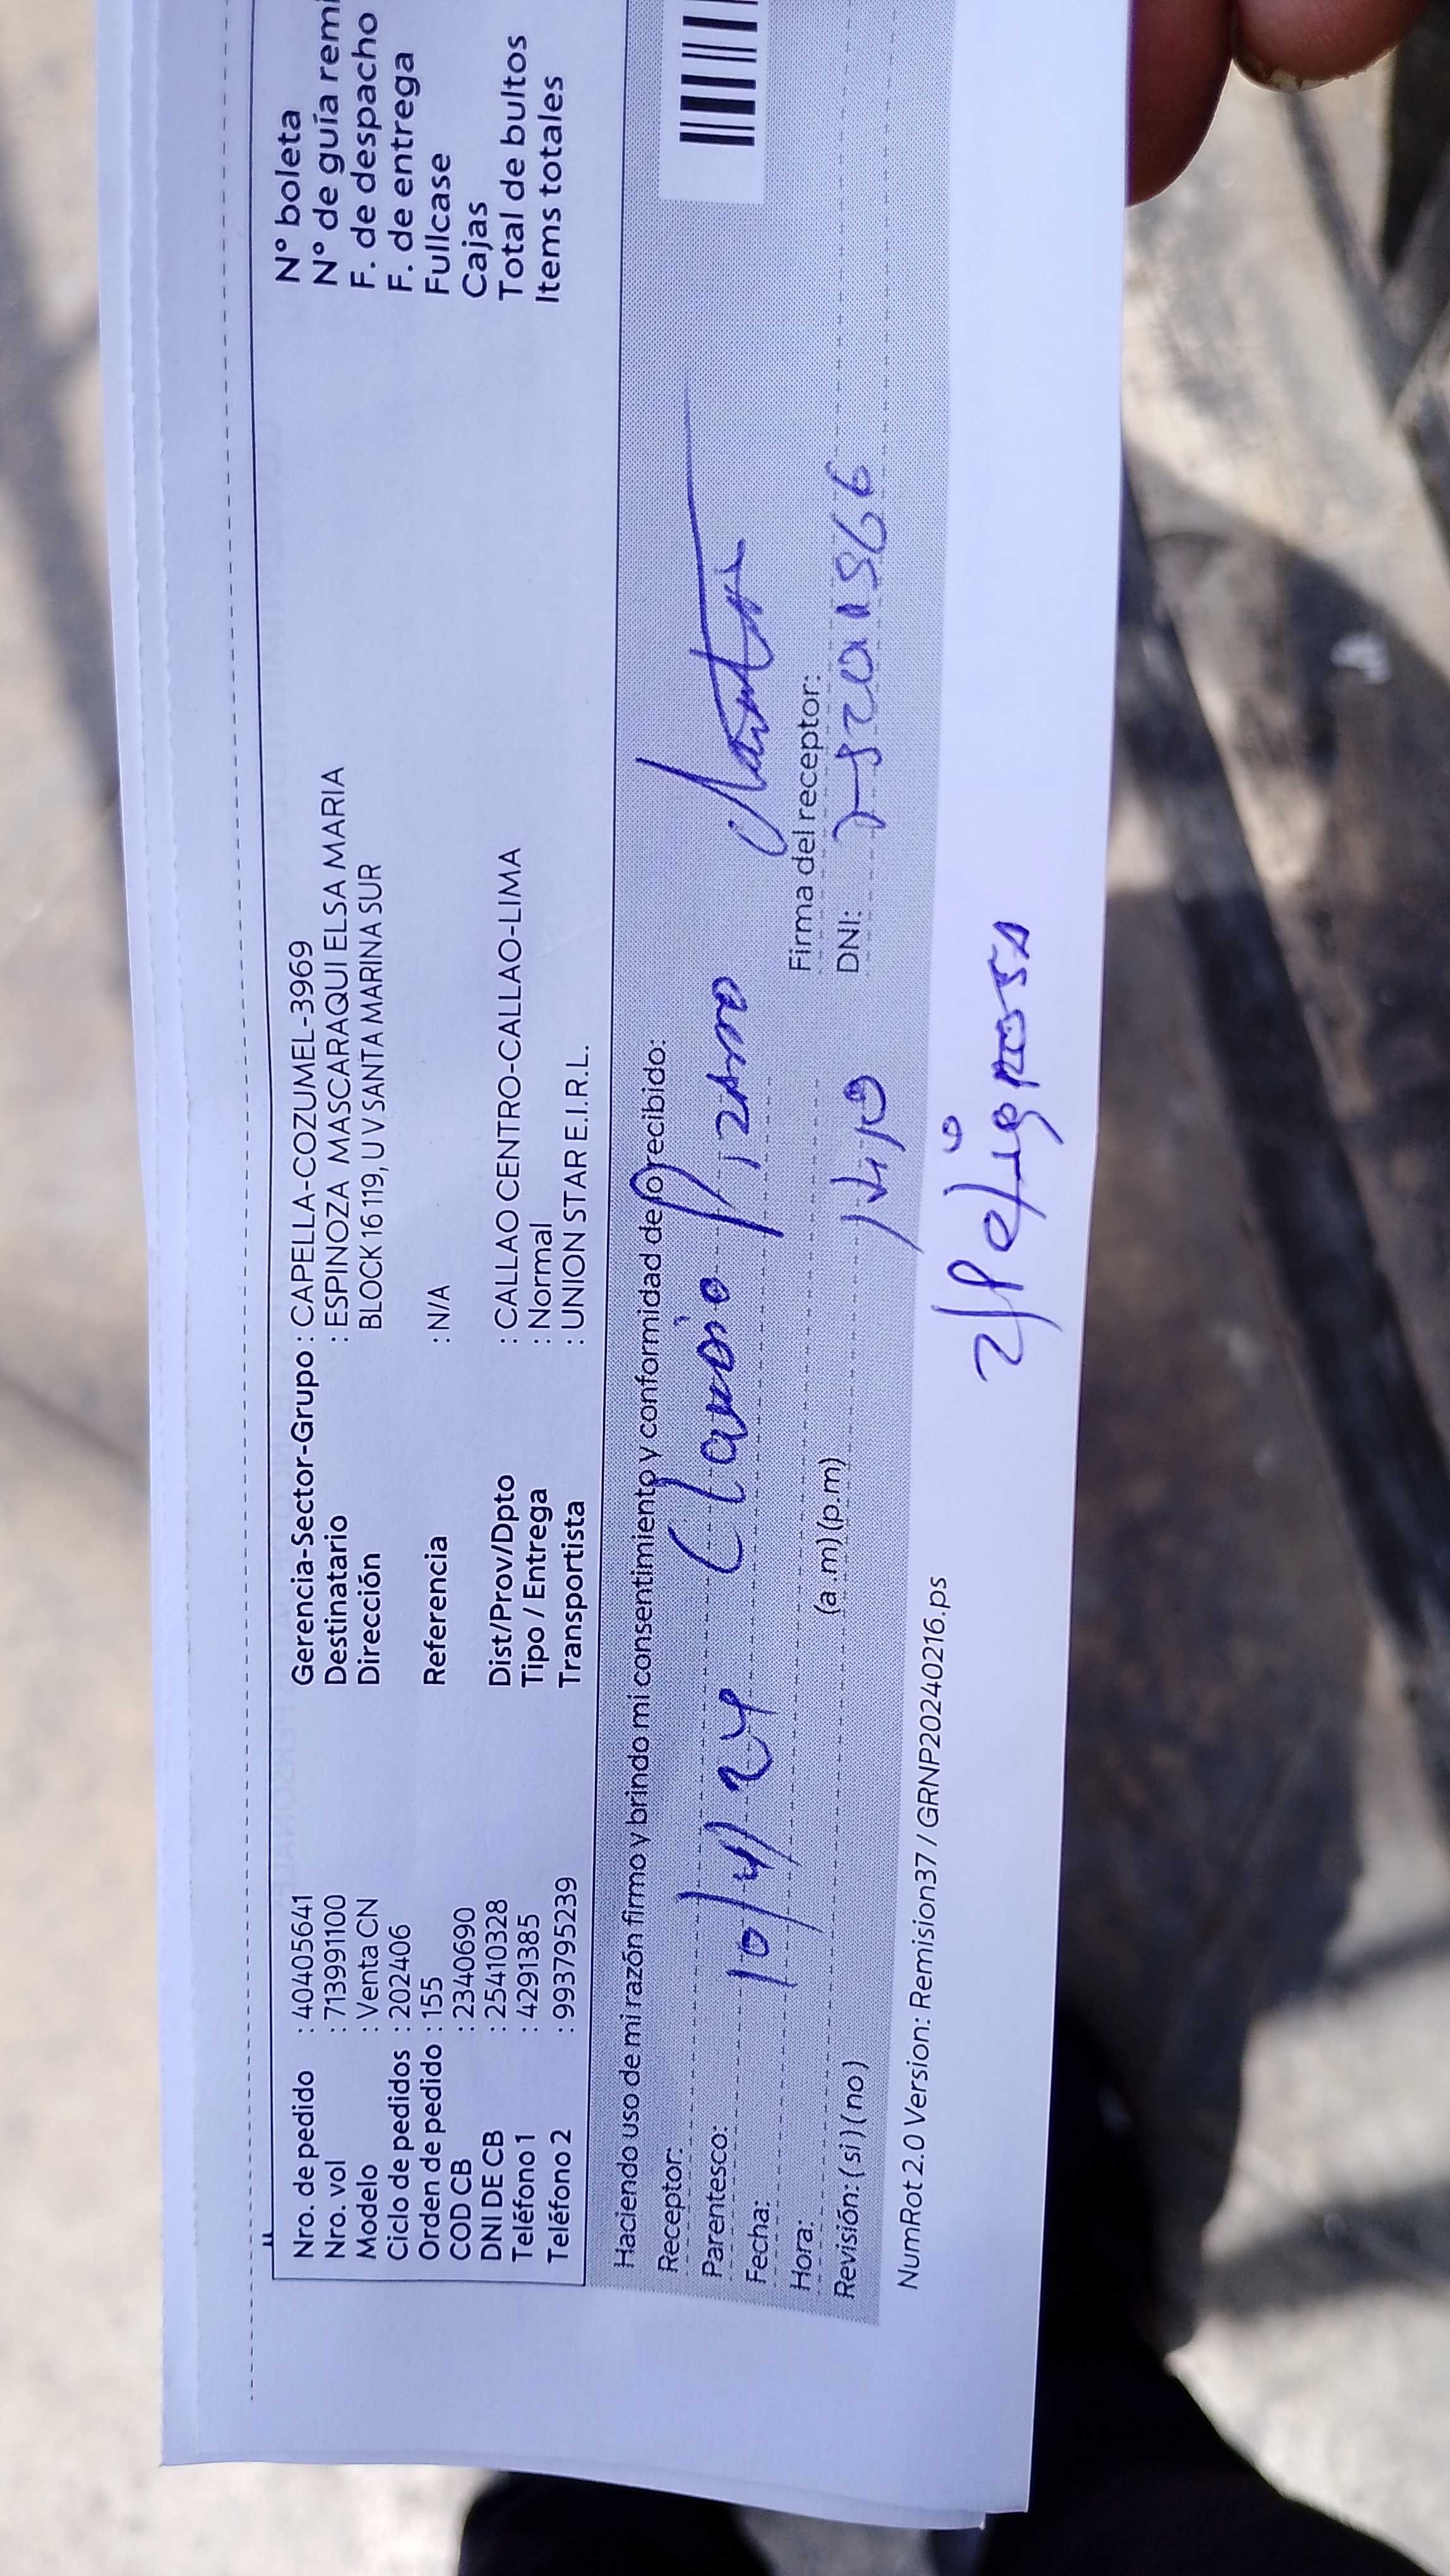 Nro. de pedido : 40405641
Nro. vol : 713991100
Modelo : Venta CN
Ciclo de pedidos : 202406
Orden de pedido : 155
COD CB : 2340690
DNI DE CB : 25410328
Teléfono 1 : 4291385
Teléfono 2 : 993795239
Gerencia-Sector-Grupo : CAPELLA-COZUMEL-3969
Destinatario : ESPINOZA MASCARAQUI ELSA MARIA
Dirección BLOCK 16 119, U V SANTA MARINA SUR
Referencia : N/A
Dist/Prov/Dpto : CALLAO CENTRO-CALLAO-LIMA
Tipo / Entrega : Normal
Transportista : UNION STAR E.I.R.L.
N° boleta
N° de guía remi
F. de despacho
F. de entrega
Fullcase
Cajas
Total de bultos
Items totales
Haciendo uso de mi razón firmo y brindo mi consentimiento y conformidad de lo recibido:
Receptor:
Parentesco:
Fecha: 10/4/24 Claudio Pizarro
Hora: (a.m)(p.m)
Revisión: (si) (no)
Firma del receptor:
DNI:
NumRot 2.0 Version: Remision37 / GRNP20240216.ps